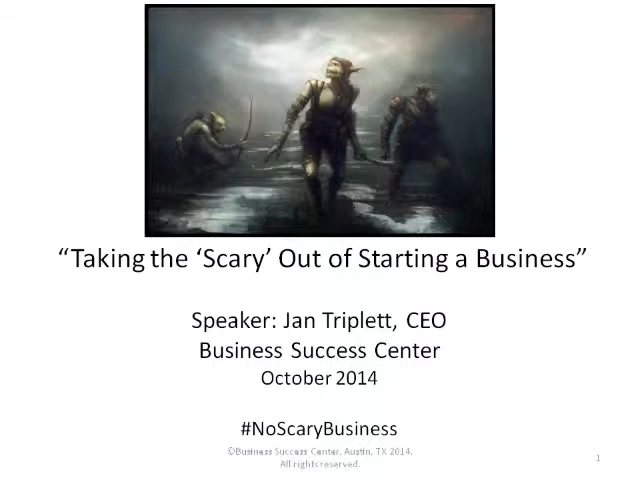 “Taking the ‘Scary’ Out of Starting a Business”
Speaker: Jan Triplett, CEO
Business Success Center
October 2014
#NoScaryBusiness
©Business Success Center, Austin, TX 2014.
All rights reserved.
1